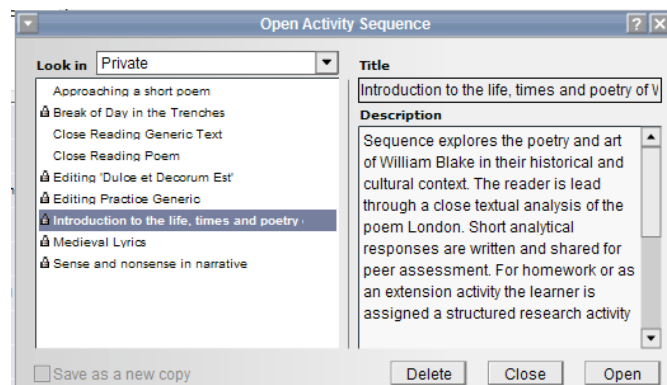 Open Activity Sequence
?
Look in Private
Approaching a short poem
Break of Day in the Trenches
Close Reading Generic Text
Close Reading Poem
Editing 'Dulce et Decorum Est'
Editing Practice Generic
Introduction to the life, times and poetry
Medieval Lyrics
Sense and nonsense in narrative
Title
Introduction to the life, times and poetry of
Description
Sequence explores the poetry and art
of William Blake in their historical and
cultural context. The reader is lead
through a close textual analysis of the
poem London. Short analytical
responses are written and shared for
peer assessment. For homework or as
an extension activity the learner is
assigned a structured research activity
Save as a new copy
Delete Close Open